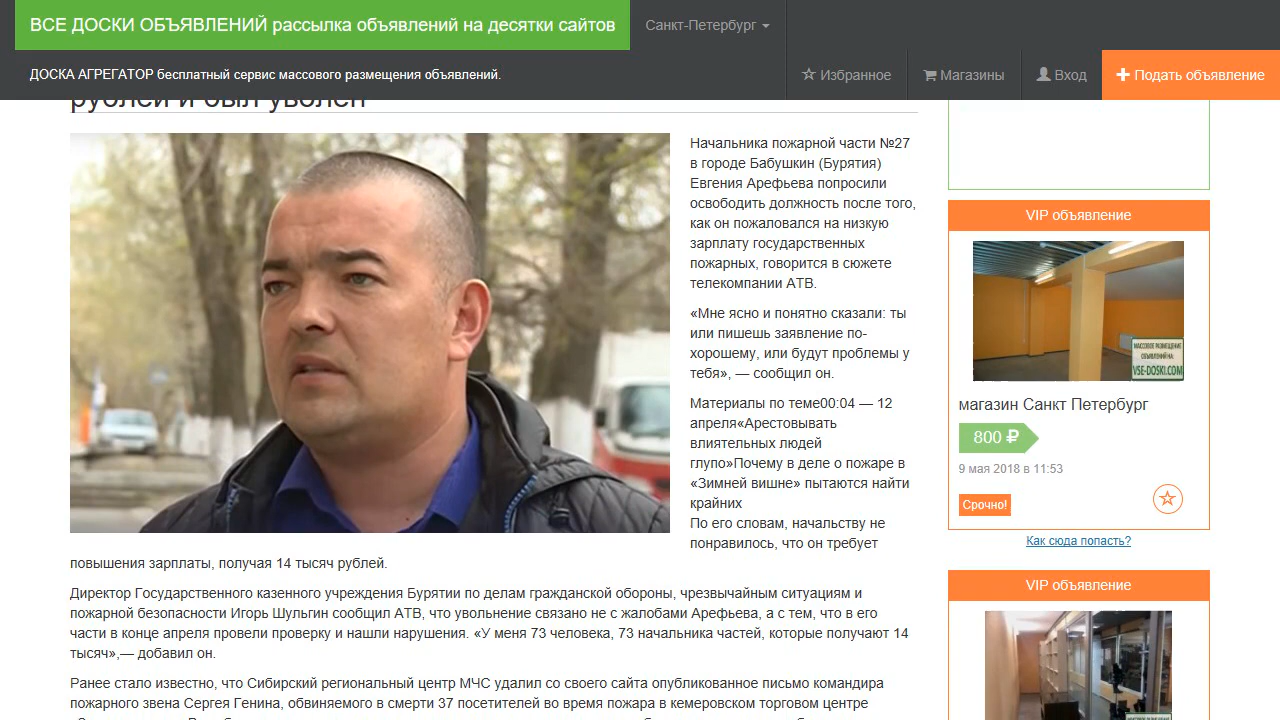 ВСЕ ДОСКИ ОБЪЯВЛЕНИЙ рассылка объявлений на десятки сайтов
Санкт-Петербург
ДОСКА АГРЕГАТОР бесплатный сервис массового размещения объявлений.
Избранное
Магазины
Вход
Подать объявление
рублей и был уволен
Начальника пожарной части №27
в городе Бабушкин (Бурятия)
Евгения Арефьева попросили
освободить должность после того,
как он пожаловался на низкую
зарплату государственных
пожарных, говорится в сюжете
телекомпании АТВ.
«Мне ясно и понятно сказали: ты
или пишешь заявление по-
хорошему, или будут проблемы у
тебя», — сообщил он.
Материалы по теме00:04 — 12
апреля«Арестовывать
влиятельных людей
глупо»Почему в деле о пожаре в
«Зимней вишне» пытаются найти
крайних
По его словам, начальству не
понравилось, что он требует
повышения зарплаты, получая 14 тысяч рублей.
Директор Государственного казенного учреждения Бурятии по делам гражданской обороны, чрезвычайным ситуациям и
пожарной безопасности Игорь Шульгин сообщил АТВ, что увольнение связано не с жалобами Арефьева, а с тем, что в его
части в конце апреля провели проверку и нашли нарушения. «У меня 73 человека, 73 начальника частей, которые получают 14
тысяч»,— добавил он.
Ранее стало известно, что Сибирский региональный центр МЧС удалил со своего сайта опубликованное письмо командира
пожарного звена Сергея Генина, обвиняемого в смерти 37 посетителей во время пожара в кемеровском торговом центре
VIP объявление
МАССОВОЕ РАЗМЕЩЕНИЕ
ОБЪЯВЛЕНИЙ НА:
VSE-DOSKI.COM
магазин Санкт Петербург
800 ₽
9 мая 2018 в 11:53
Срочно!
Как сюда попасть?
VIP объявление